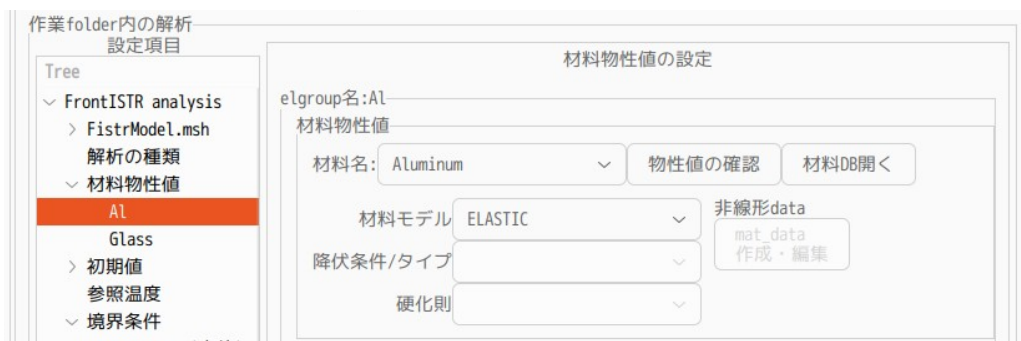 作業folder内の解析
設定項目
Tree
FrontISTR analysis
FistrModel.msh
解析の種類
材料物性値
Al
Glass
初期値
参照温度
境界条件
材料物性値の設定
elgroup名:Al
材料物性値
材料名: Aluminum 物性値の確認 材料DB開く
材料モデル ELASTIC
非線形data
mat_data
作成・編集
降伏条件/タイプ
硬化則